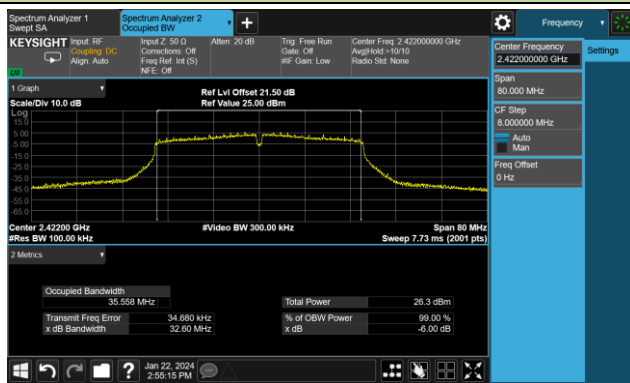 Spectrum Analyzer 1
Swept SA
Spectrum Analyzer 2
Occupied BW
+
Frequency
KEYSIGHT
Input: RF
Coupling: DC
Align: Auto
Input Z: 50 Ω
Corrections: Off
Freq Ref: Int (S)
NFE: Off
Atten: 20 dB
Trig: Free Run
Gate: Off
#IF Gain: Low
Center Freq: 2.422000000 GHz
Avg|Hold:>10/10
Radio Std: None
Center Frequency
2.422000000 GHz
Settings
Span
80.000 MHz
CF Step
8.000000 MHz
Auto
Man
Freq Offset
0 Hz
1 Graph
Scale/Div 10.0 dB
Ref Lvl Offset 21.50 dB
Ref Value 25.00 dBm
Log
15.0
5.00
-5.00
-15.0
-25.0
-35.0
-45.0
-55.0
-65.0
Center 2.42200 GHz
#Res BW 100.00 kHz
#Video BW 300.00 kHz
Span 80 MHz
Sweep 7.73 ms (2001 pts)
2 Metrics
Occupied Bandwidth
35.558 MHz
Total Power 26.3 dBm
Transmit Freq Error 34.680 kHz
% of OBW Power 99.00 %
x dB Bandwidth 32.60 MHz
x dB -6.00 dB
?
Jan 22, 2024
2:55:15 PM